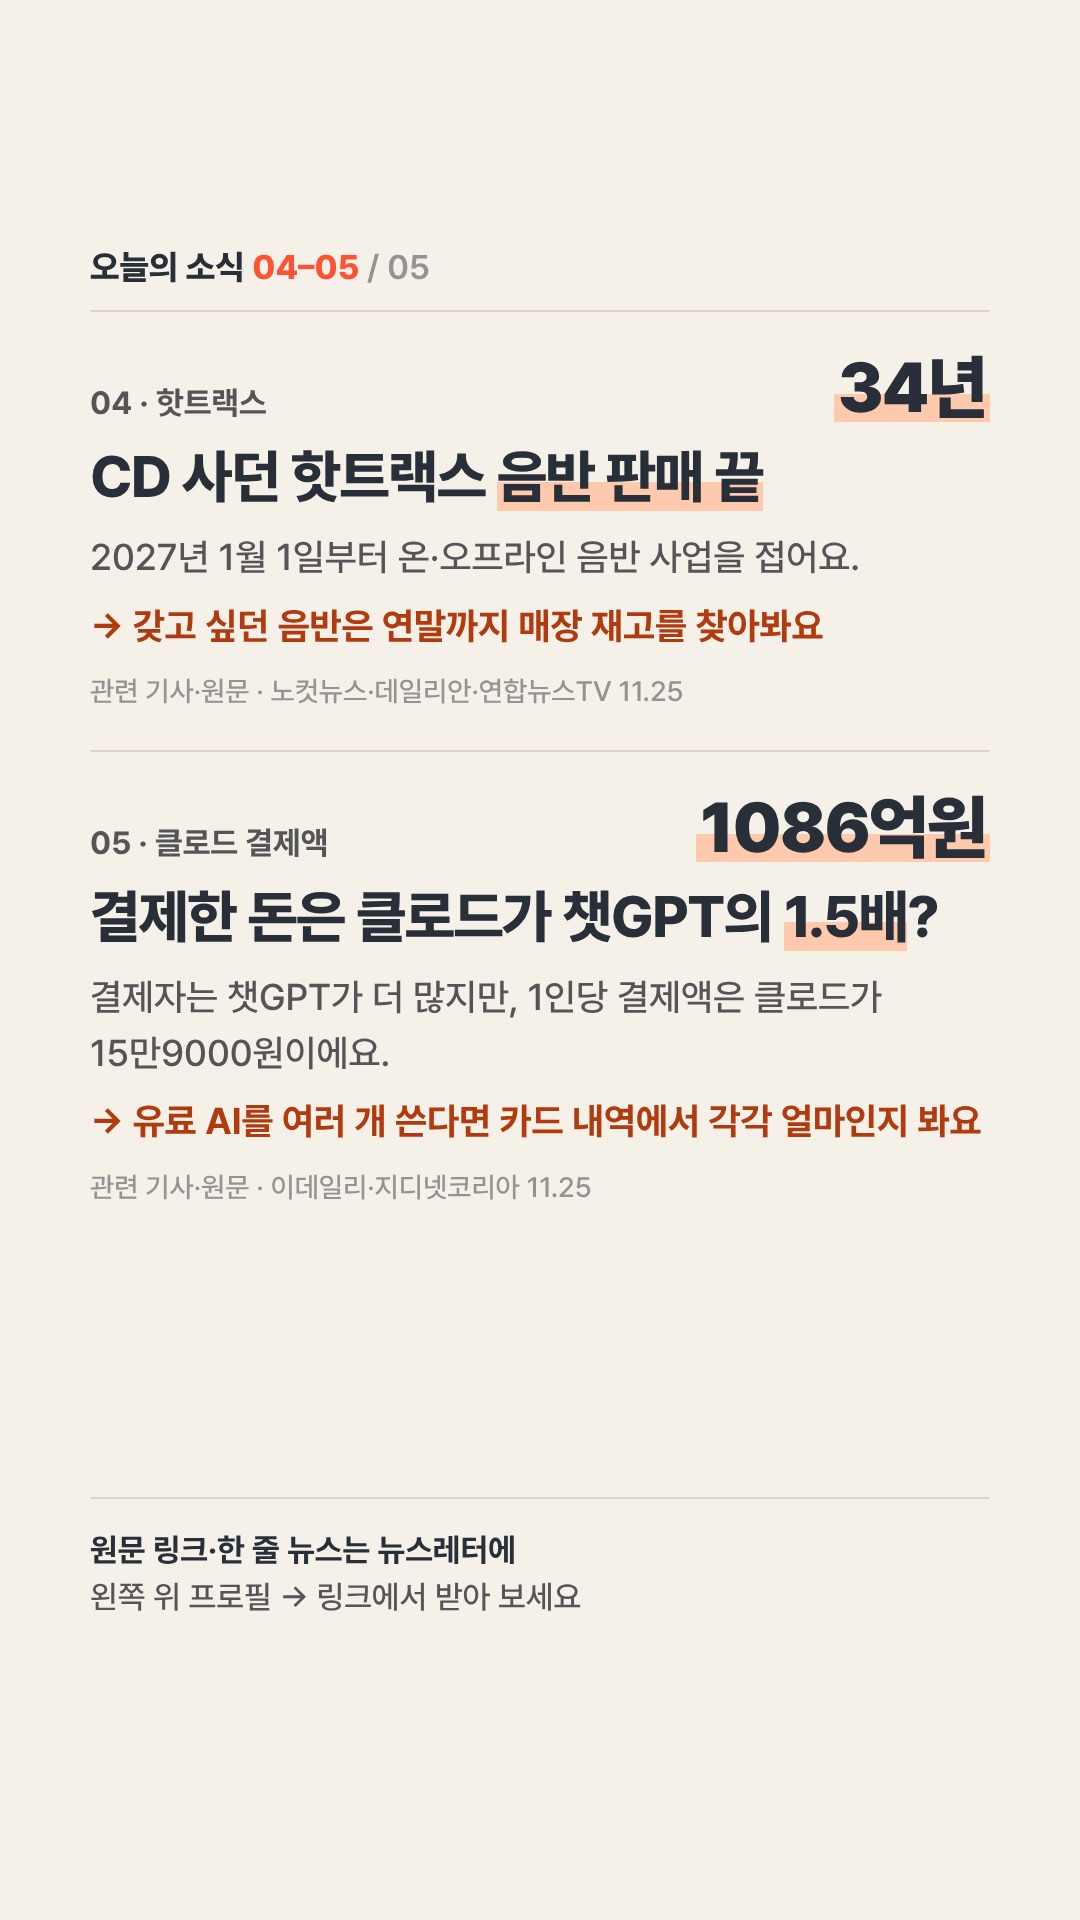 오늘의 소식 04–05 / 05
04 · 핫트랙스
34년
CD 사던 핫트랙스 음반 판매 끝
2027년 1월 1일부터 온·오프라인 음반 사업을 접어요.
→ 갖고 싶던 음반은 연말까지 매장 재고를 찾아봐요
관련 기사·원문 · 노컷뉴스·데일리안·연합뉴스TV 11.25
05 · 클로드 결제액
1086억원
결제한 돈은 클로드가 챗GPT의 1.5배?
결제자는 챗GPT가 더 많지만, 1인당 결제액은 클로드가
15만9000원이에요.
→ 유료 AI를 여러 개 쓴다면 카드 내역에서 각각 얼마인지 봐요
관련 기사·원문 · 이데일리·지디넷코리아 11.25
원문 링크·한 줄 뉴스는 뉴스레터에
왼쪽 위 프로필 → 링크에서 받아 보세요